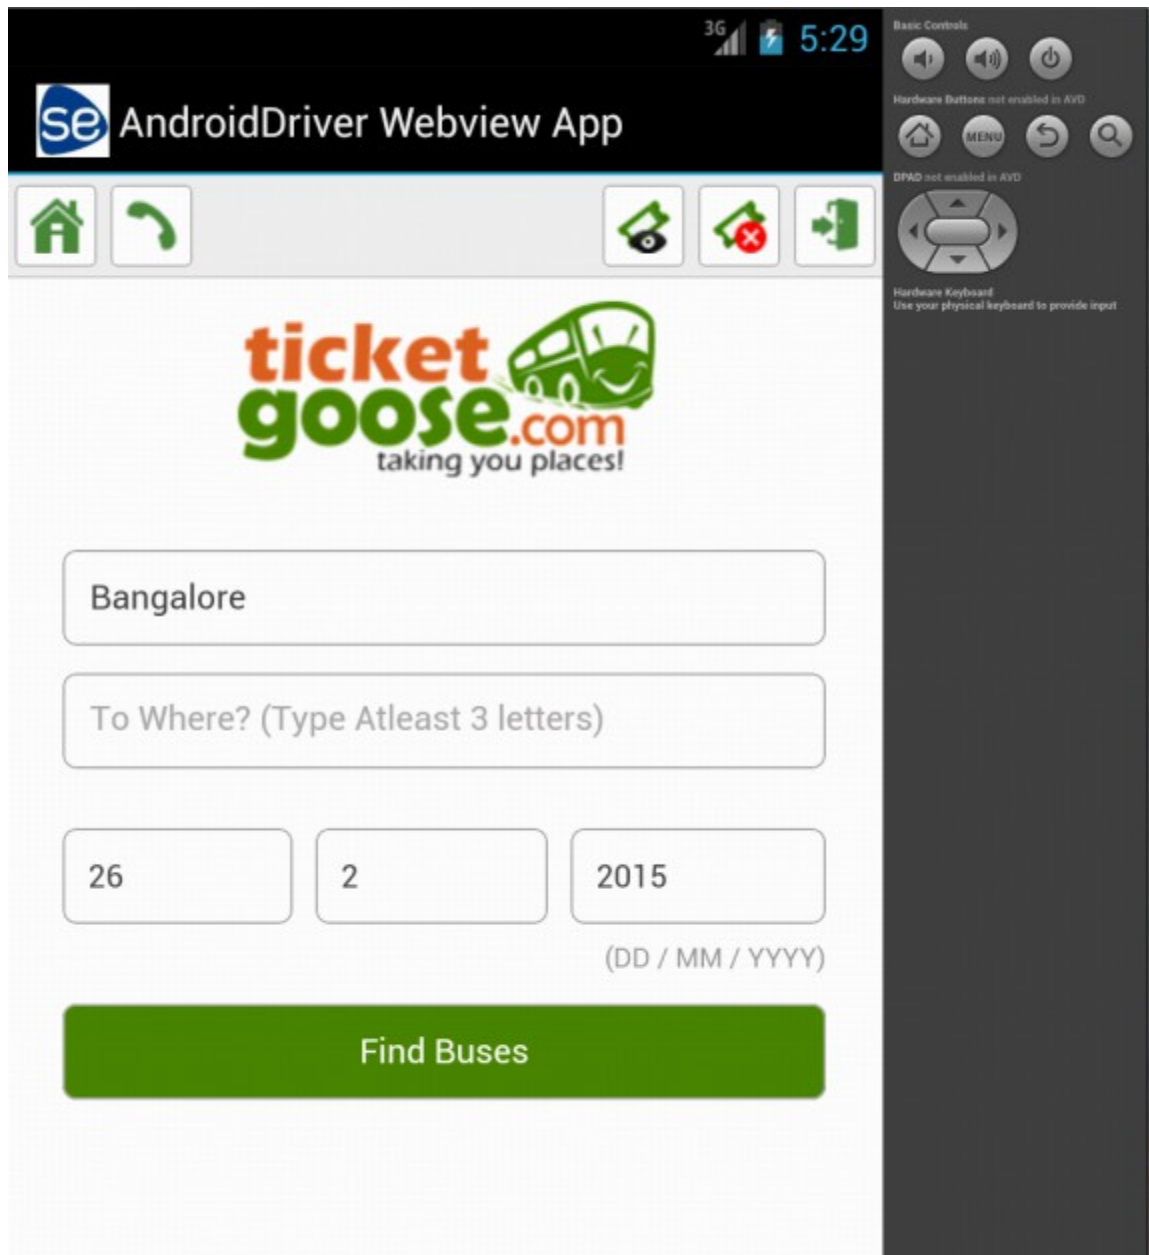 3G 5:29
se AndroidDriver Webview App
ticket
goose.com
taking you places!
Bangalore
To Where? (Type Atleast 3 letters)
26 2 2015
(DD / MM / YYYY)
Find Buses
Basic Controls
Hardware Buttons not enabled in AVD
MENU
DPAD not enabled in AVD
Hardware Keyboard
Use your physical keyboard to provide input